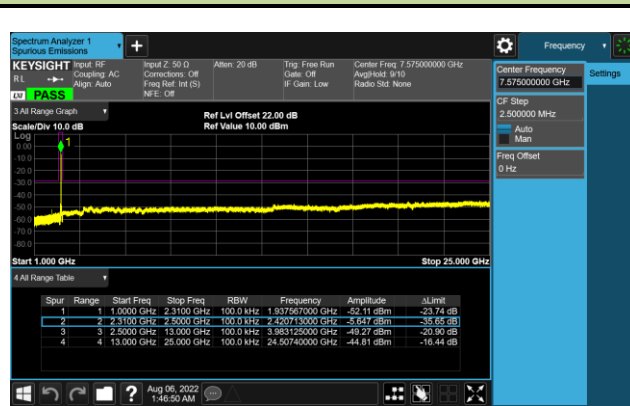 Spectrum Analyzer 1
Spurious Emissions
Frequency
KEYSIGHT Input: RF Input Z: 50 Ω Atten: 20 dB Trig: Free Run Center Freq: 7.575000000 GHz
R L Coupling: AC Corrections: Off Gate: Off Avg|Hold: 9/10
Align: Auto Freq Ref: Int (S) IF Gain: Low Radio Std: None
LXI PASS NFE: Off
Center Frequency
7.575000000 GHz
Settings
CF Step
2.500000 MHz
Auto
Man
Freq Offset
0 Hz
3 All Range Graph
Ref Lvl Offset 22.00 dB
Scale/Div 10.0 dB Ref Value 10.00 dBm
Log
0.00
1
-10.0
-20.0
-30.0
-40.0
-50.0
-60.0
-70.0
-80.0
Start 1.000 GHz Stop 25.000 GHz
4 All Range Table
Spur Range Start Freq Stop Freq RBW Frequency Amplitude ΔLimit
1 1 1.0000 GHz 2.3100 GHz 100.0 kHz 1.937567000 GHz -52.11 dBm -23.74 dB
2 2 2.3100 GHz 2.5000 GHz 100.0 kHz 2.420713000 GHz -5.647 dBm -35.65 dB
3 3 2.5000 GHz 13.000 GHz 100.0 kHz 3.983125000 GHz -49.27 dBm -20.90 dB
4 4 13.000 GHz 25.000 GHz 100.0 kHz 24.50740000 GHz -44.81 dBm -16.44 dB
Aug 06, 2022
1:46:50 AM